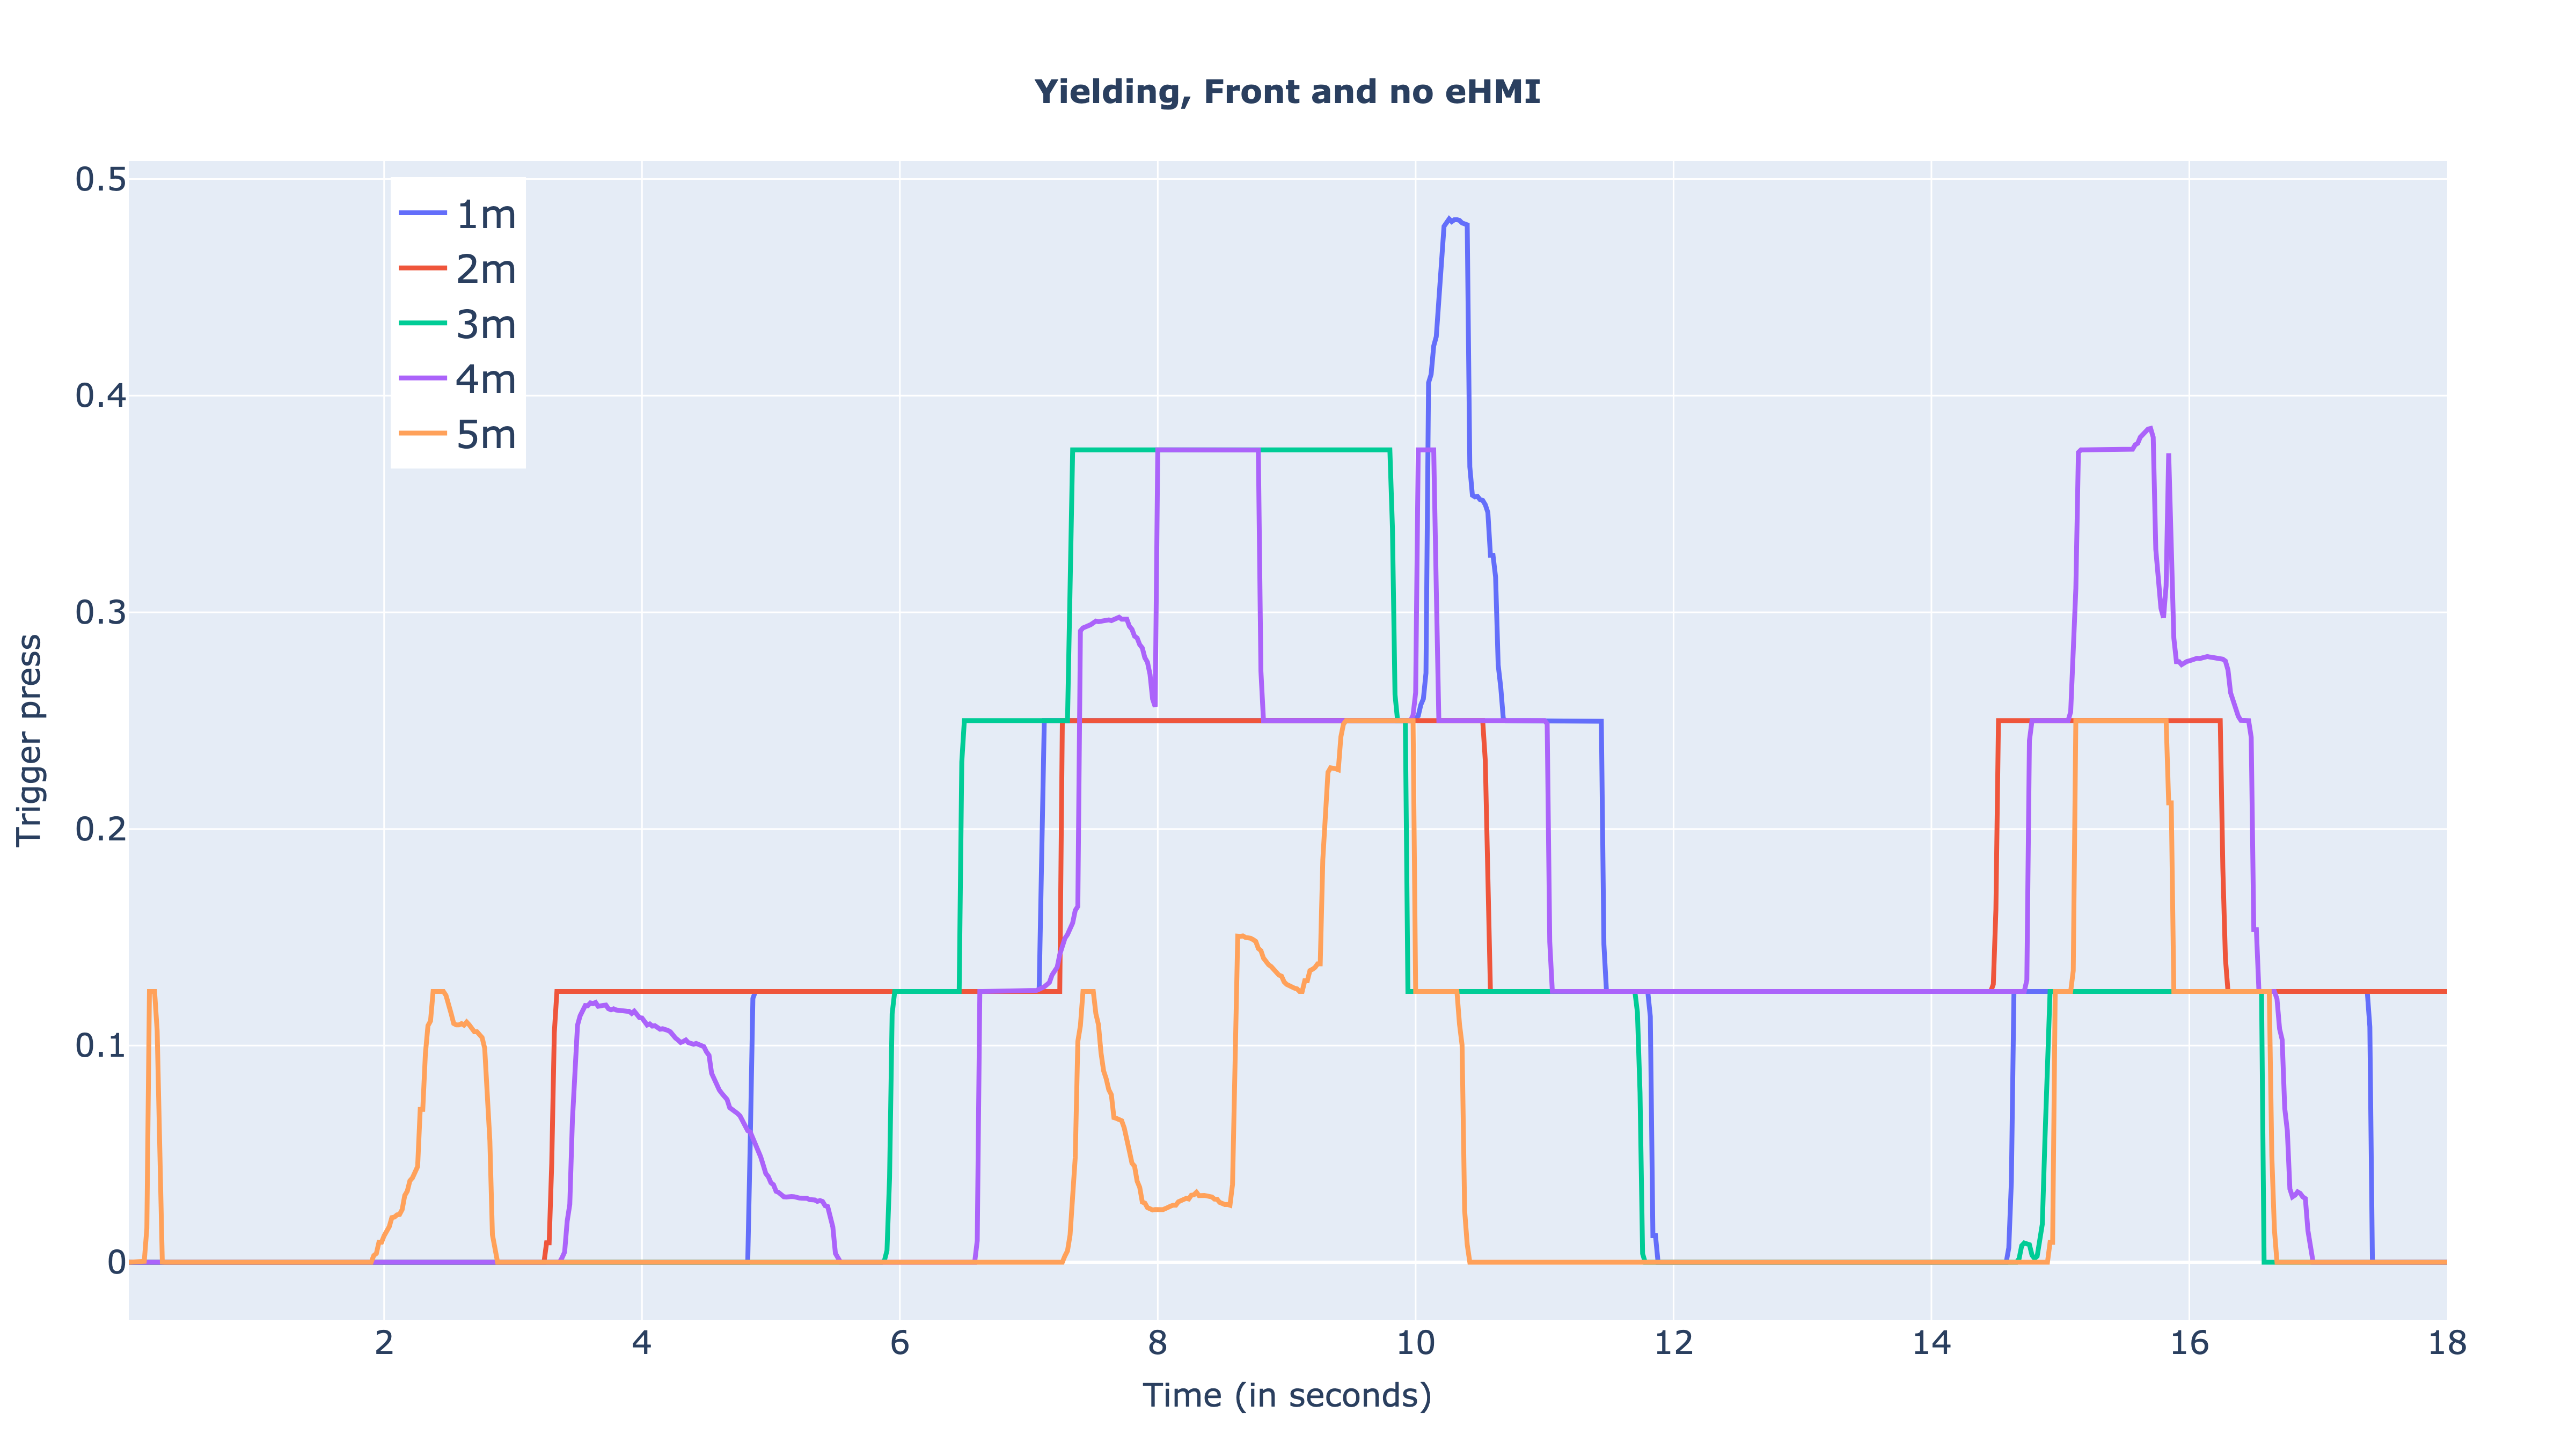 Yielding, Front and no eHMI
0.5
0.4
0.3
0.2
0.1
0
Trigger press
1m
2m
3m
4m
5m
2 4 6 8 10 12 14 16 18
Time (in seconds)